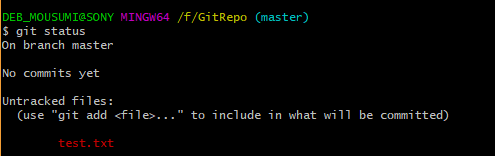 DEB_MOUSUMI@SONY MINGW64 /f/GitRepo (master)
$ git status
On branch master
No commits yet
Untracked files:
(use "git add <file>..." to include in what will be committed)
test.txt